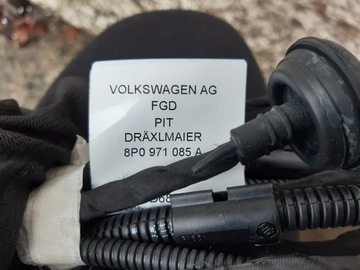 VOLKSWAGEN AG
FGD
PIT
DRÄXLMAIER
8P0 971 085 A